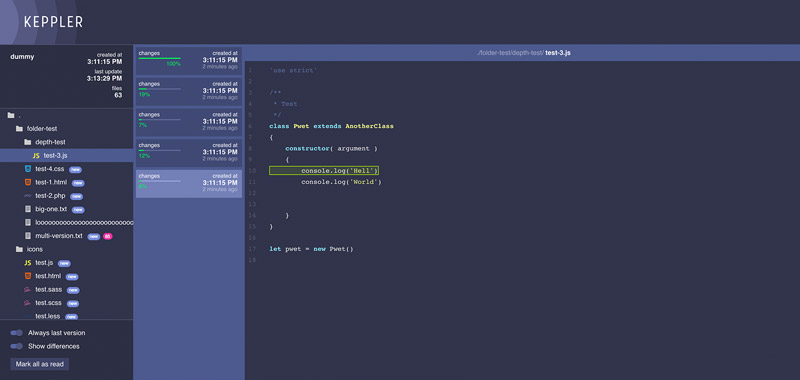 KEPPLER
dummy
created at
3:11:15 PM
last update
3:13:29 PM
files
63
.
folder-test
depth-test
JS test-3.js
test-4.css new
test-1.html new
test-2.php new
big-one.txt new
looooooooooooooooooooooooo
multi-version.txt new
icons
JS test.js new
test.html new
test.sass new
test.scss new
test.less new
Always last version
Show differences
Mark all as read
changes created at
3:11:15 PM
100% 2 minutes ago
changes created at
3:11:15 PM
19% 2 minutes ago
changes created at
3:11:15 PM
7% 2 minutes ago
changes created at
3:11:15 PM
12% 2 minutes ago
changes created at
3:11:15 PM
2 minutes ago
./folder-test/depth-test/ test-3.js
1 'use strict'
2
3 /**
4 * Test
5 */
6 class Pwet extends AnotherClass
7 {
8 constructor( argument )
9 {
10 console.log('Hell')
11 console.log('World')
12
13
14 }
15 }
16
17 let pwet = new Pwet()
18